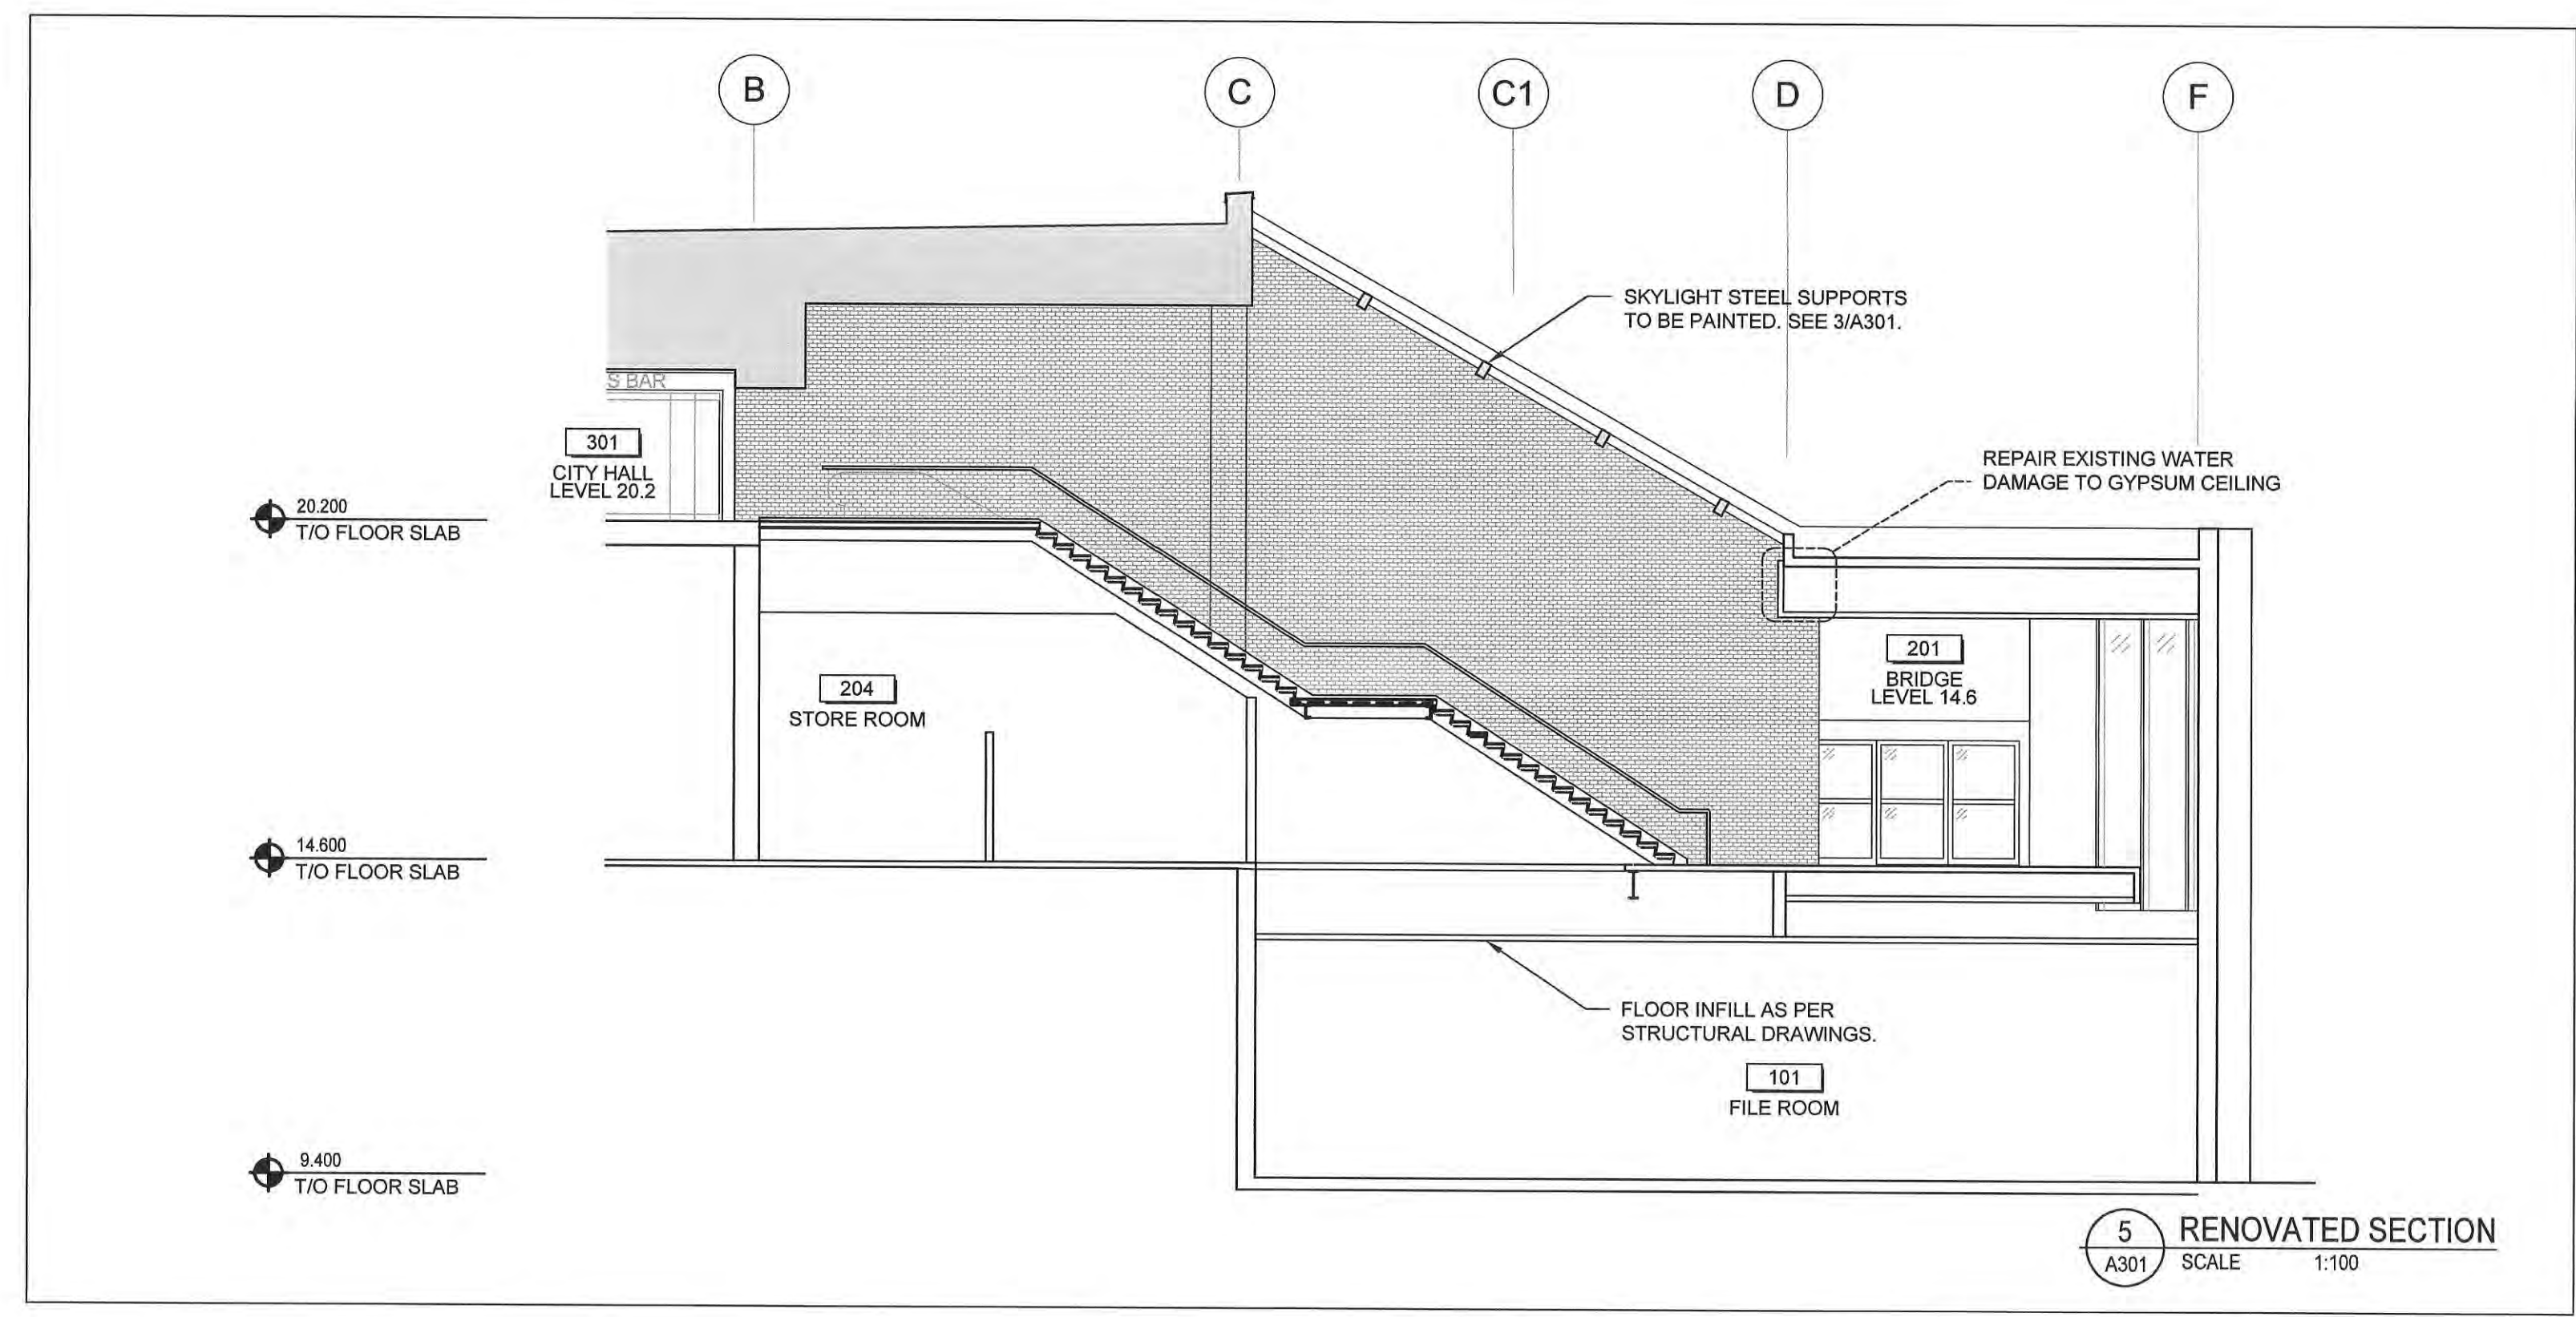 B
C
C1
D
F
SKYLIGHT STEEL SUPPORTS
TO BE PAINTED. SEE 3/A301.
S BAR
301
CITY HALL
LEVEL 20.2
REPAIR EXISTING WATER
DAMAGE TO GYPSUM CEILING
20.200
T/O FLOOR SLAB
201
BRIDGE
LEVEL 14.6
204
STORE ROOM
14.600
T/O FLOOR SLAB
FLOOR INFILL AS PER
STRUCTURAL DRAWINGS.
101
FILE ROOM
9.400
T/O FLOOR SLAB
5
A301
RENOVATED SECTION
SCALE 1:100